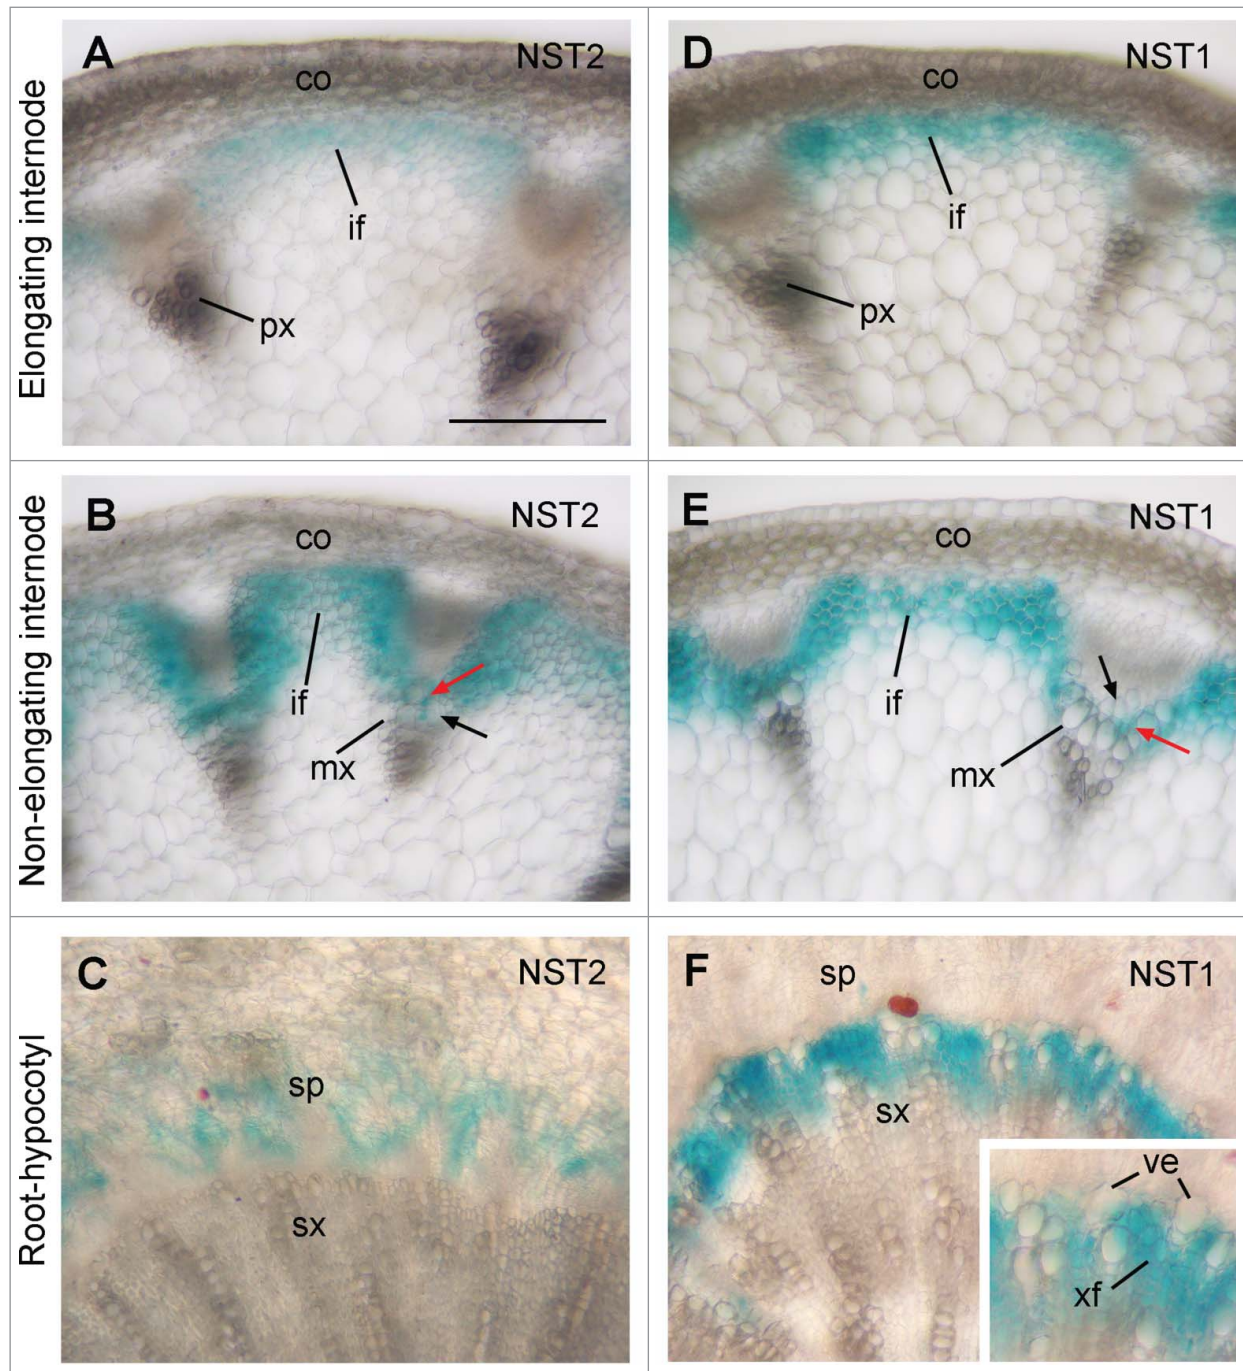 Elongating internode
A
NST2
co
if
px
D
NST1
co
if
px
Non-elongating internode
B
NST2
co
if
mx
E
NST1
co
if
mx
Root-hypocotyl
C
NST2
sp
sx
F
NST1
sp
sx
ve
xf